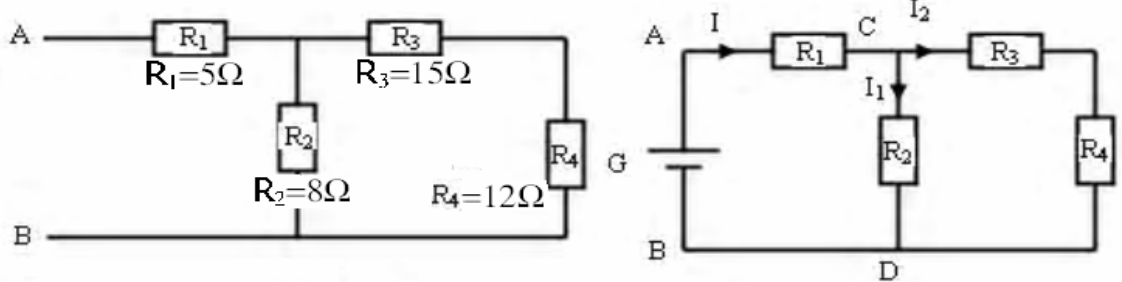 A R₁ R₃
R₁=5Ω R₃=15Ω
R₂ R₄
R₂=8Ω R₄=12Ω
B
A I R₁ C I₂ R₃
I₁
G R₂ R₄
B D